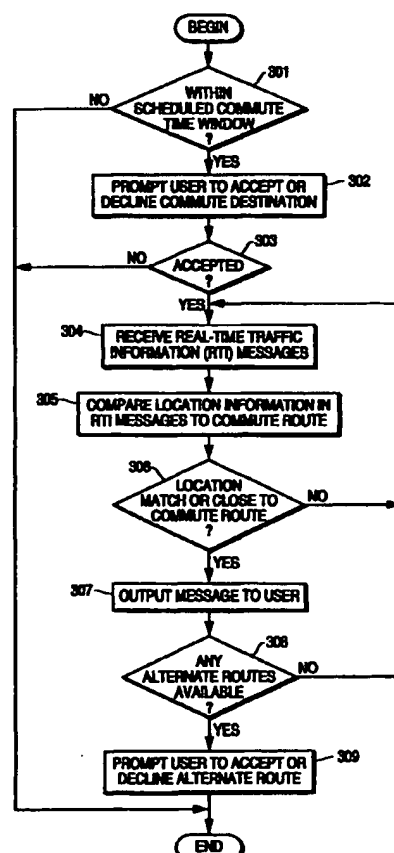 BEGIN
301
WITHIN
SCHEDULED COMMUTE
TIME WINDOW
?
NO
YES
PROMPT USER TO ACCEPT OR
DECLINE COMMUTE DESTINATION
302
303
ACCEPTED
?
NO
YES
304
RECEIVE REAL-TIME TRAFFIC
INFORMATION (RTI) MESSAGES
305
COMPARE LOCATION INFORMATION IN
RTI MESSAGES TO COMMUTE ROUTE
306
LOCATION
MATCH OR CLOSE TO
COMMUTE ROUTE
?
NO
YES
307
OUTPUT MESSAGE TO USER
308
ANY
ALTERNATE ROUTES
AVAILABLE
?
NO
YES
PROMPT USER TO ACCEPT OR
DECLINE ALTERNATE ROUTE
309
END